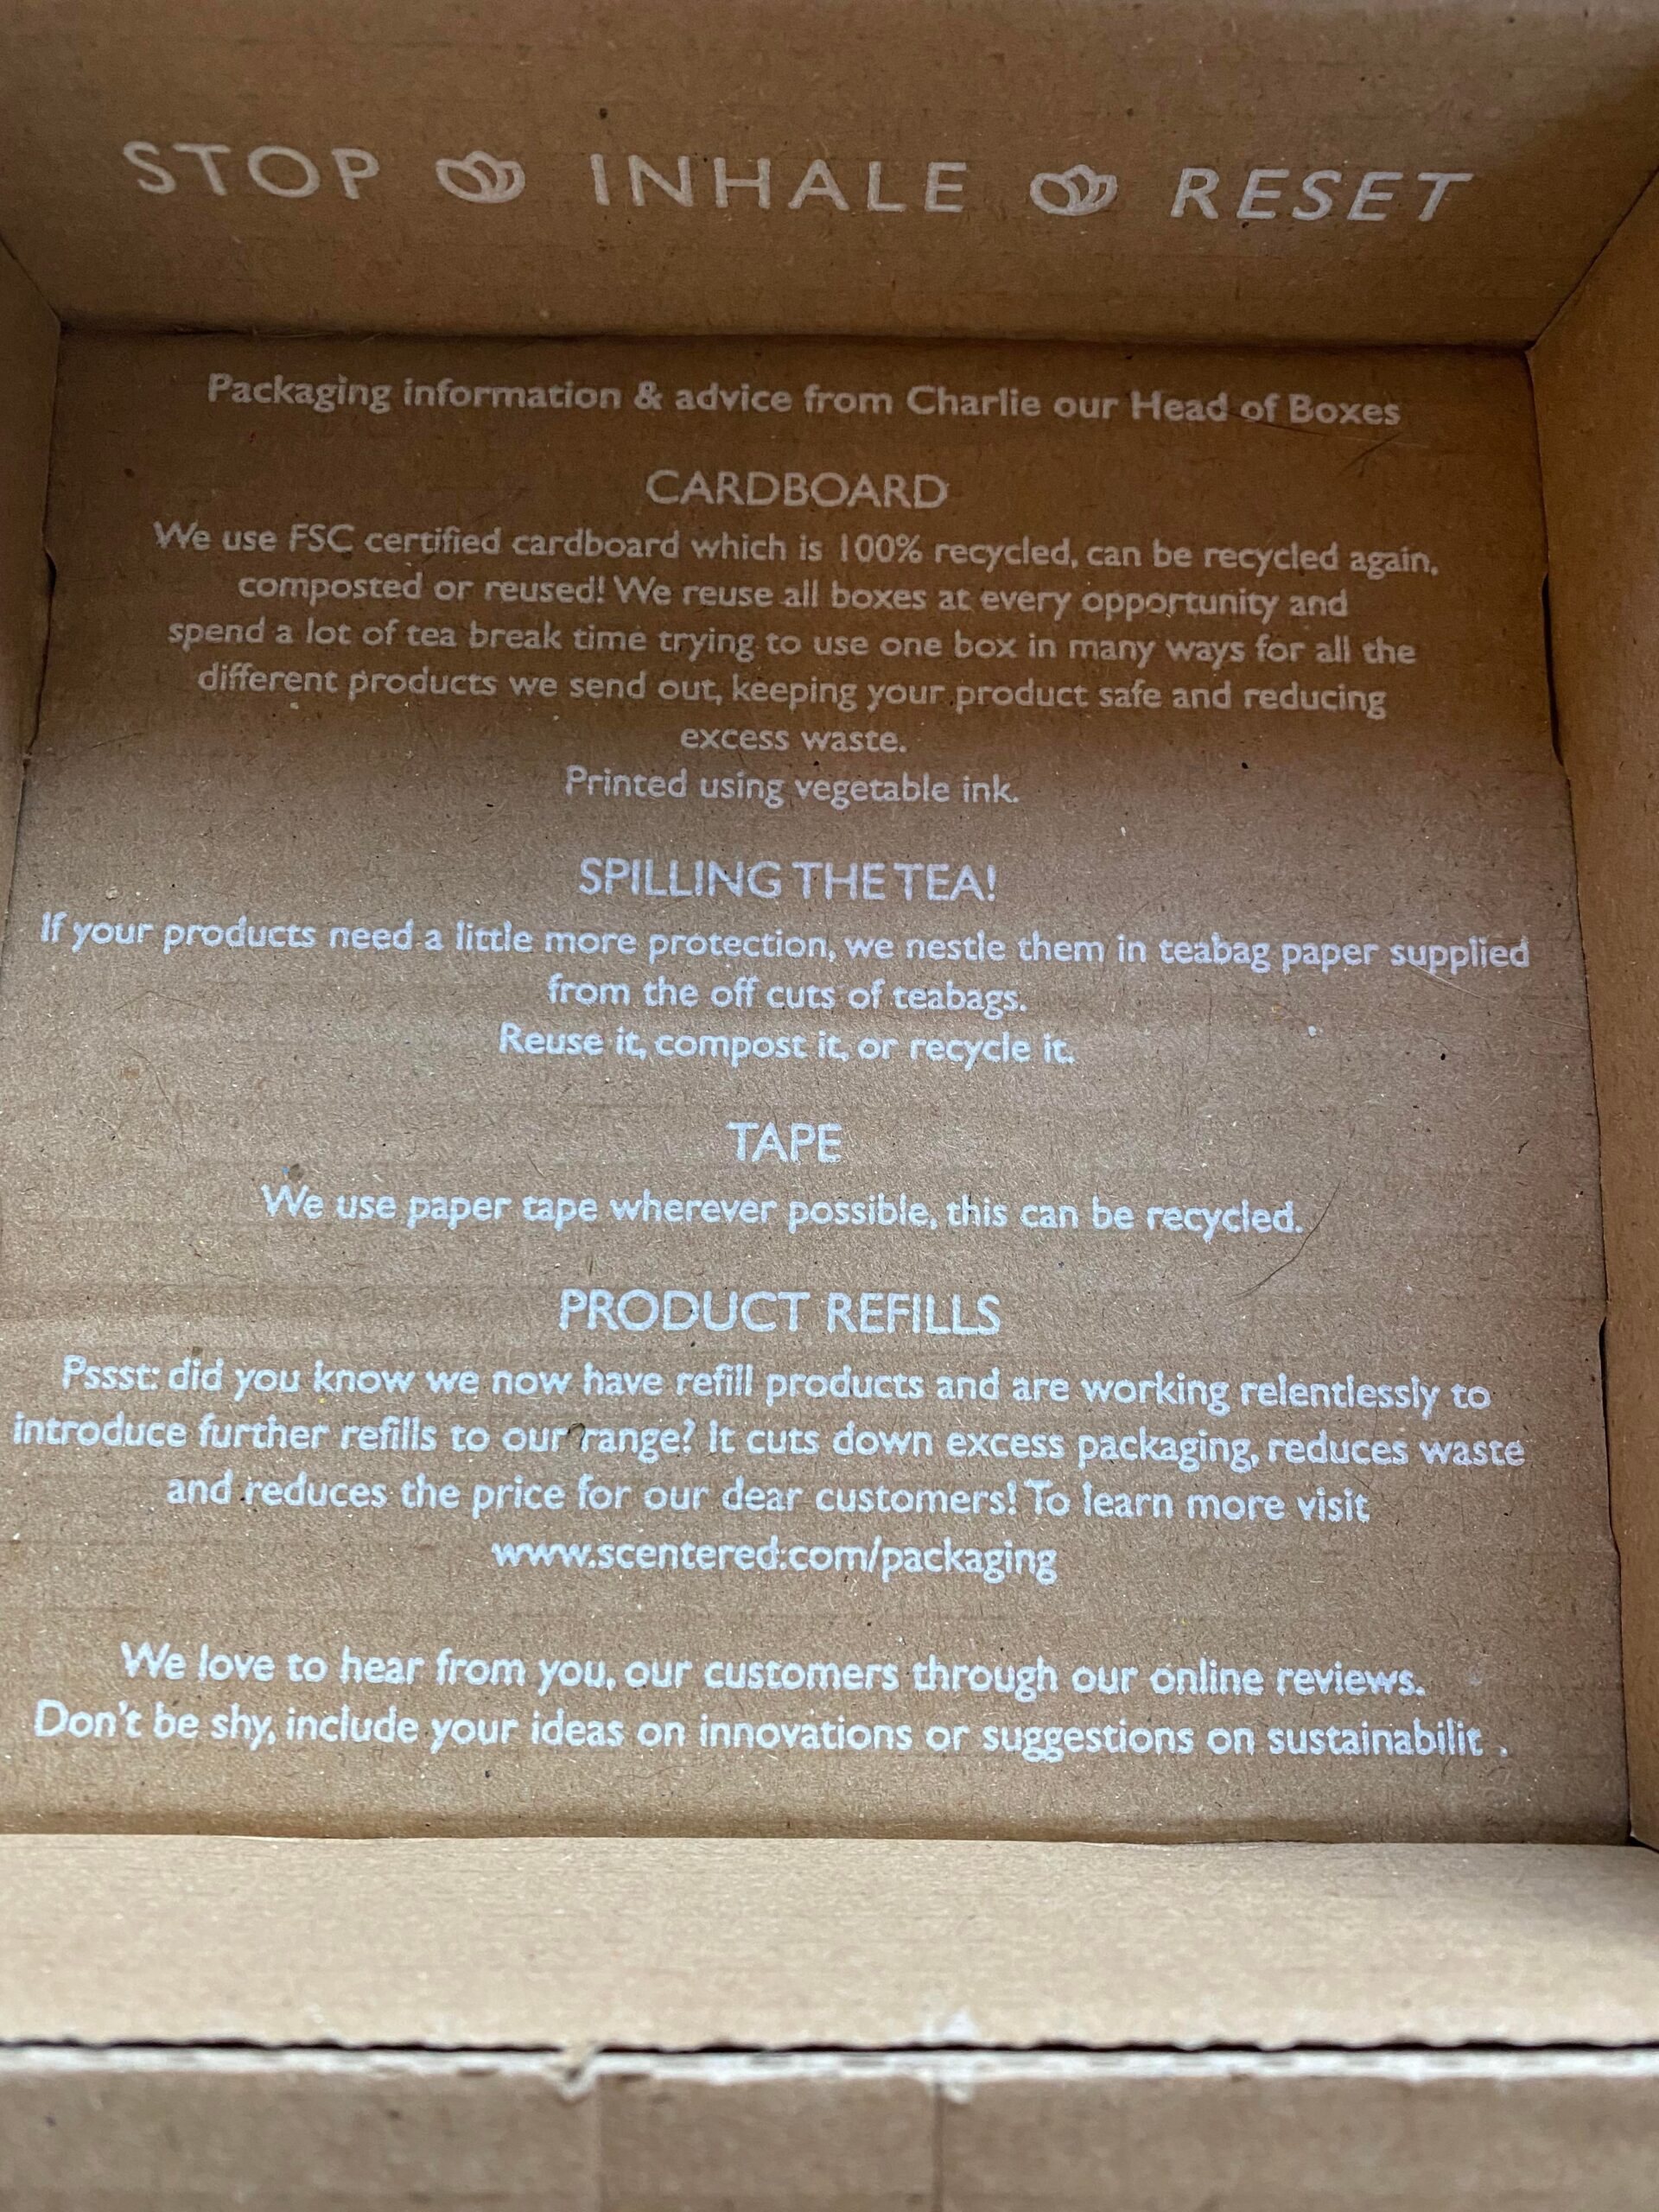 STOP INHALE RESET
Packaging information & advice from Charlie our Head of Boxes
CARDBOARD
We use FSC certified cardboard which is 100% recycled, can be recycled again,
composted or reused! We reuse all boxes at every opportunity and
spend a lot of tea break time trying to use one box in many ways for all the
different products we send out, keeping your product safe and reducing
excess waste.
Printed using vegetable ink.
SPILLING THE TEA!
If your products need a little more protection, we nestle them in teabag paper supplied
from the off cuts of teabags.
Reuse it, compost it, or recycle it.
TAPE
We use paper tape wherever possible, this can be recycled.
PRODUCT REFILLS
Pssst: did you know we now have refill products and are working relentlessly to
introduce further refills to our range? It cuts down excess packaging, reduces waste
and reduces the price for our dear customers! To learn more visit
www.scentered.com/packaging
We love to hear from you, our customers through our online reviews.
Don't be shy, include your ideas on innovations or suggestions on sustainabilit .